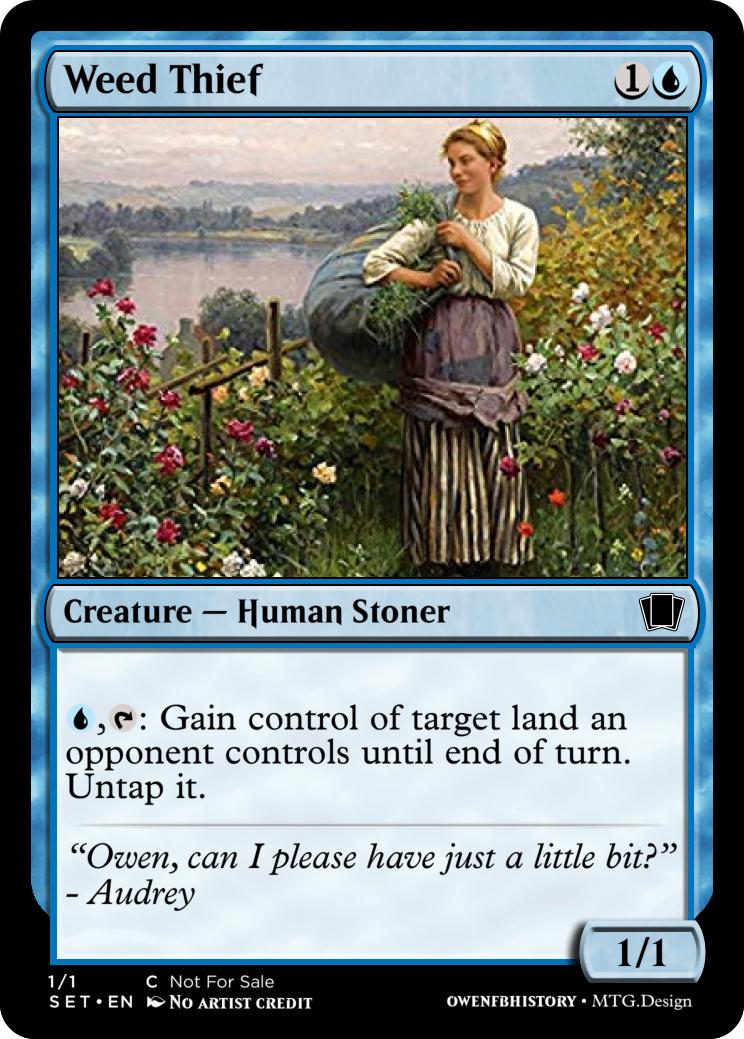 Weed Thief 1
Creature — Human Stoner
, : Gain control of target land an
opponent controls until end of turn.
Untap it.
“Owen, can I please have just a little bit?”
- Audrey
1/1
1/1 C Not For Sale
SET • EN No artist credit
OWENFBHISTORY • MTG.Design